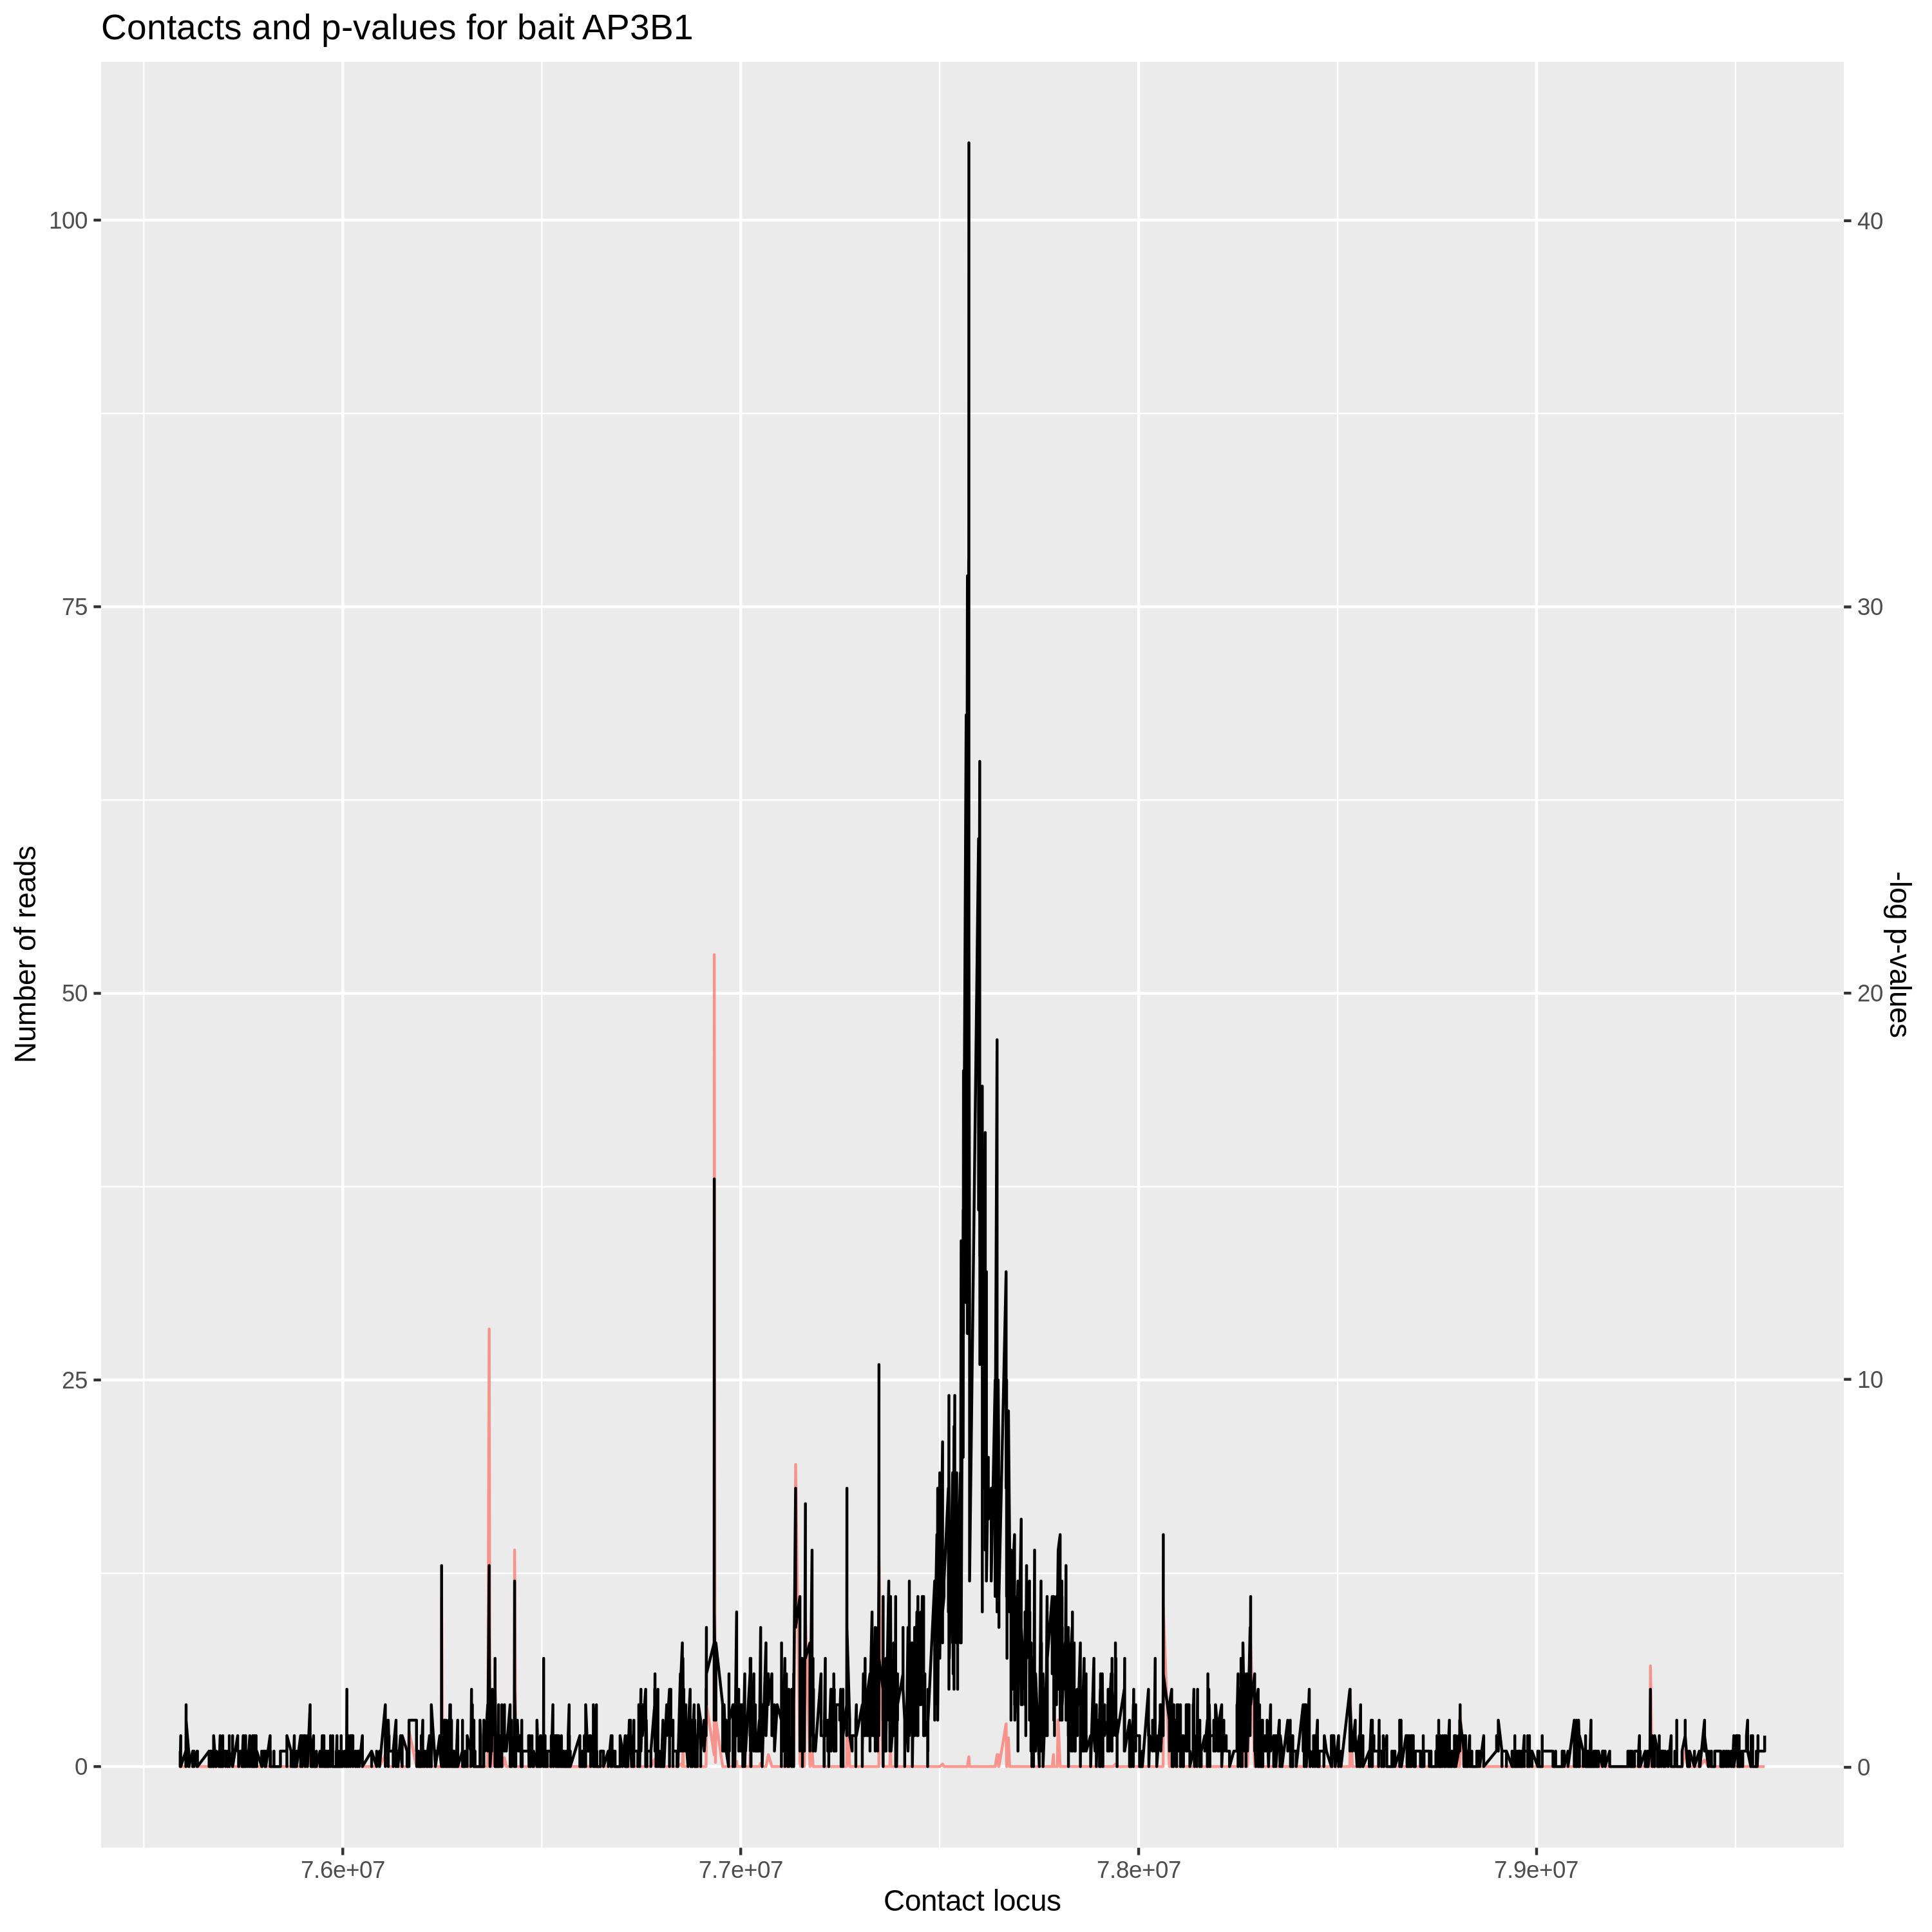 Contacts and p-values for bait AP3B1
100
75
50
25
0
40
30
20
10
0
Number of reads
-log p-values
7.6e+07
7.7e+07
7.8e+07
7.9e+07
Contact locus